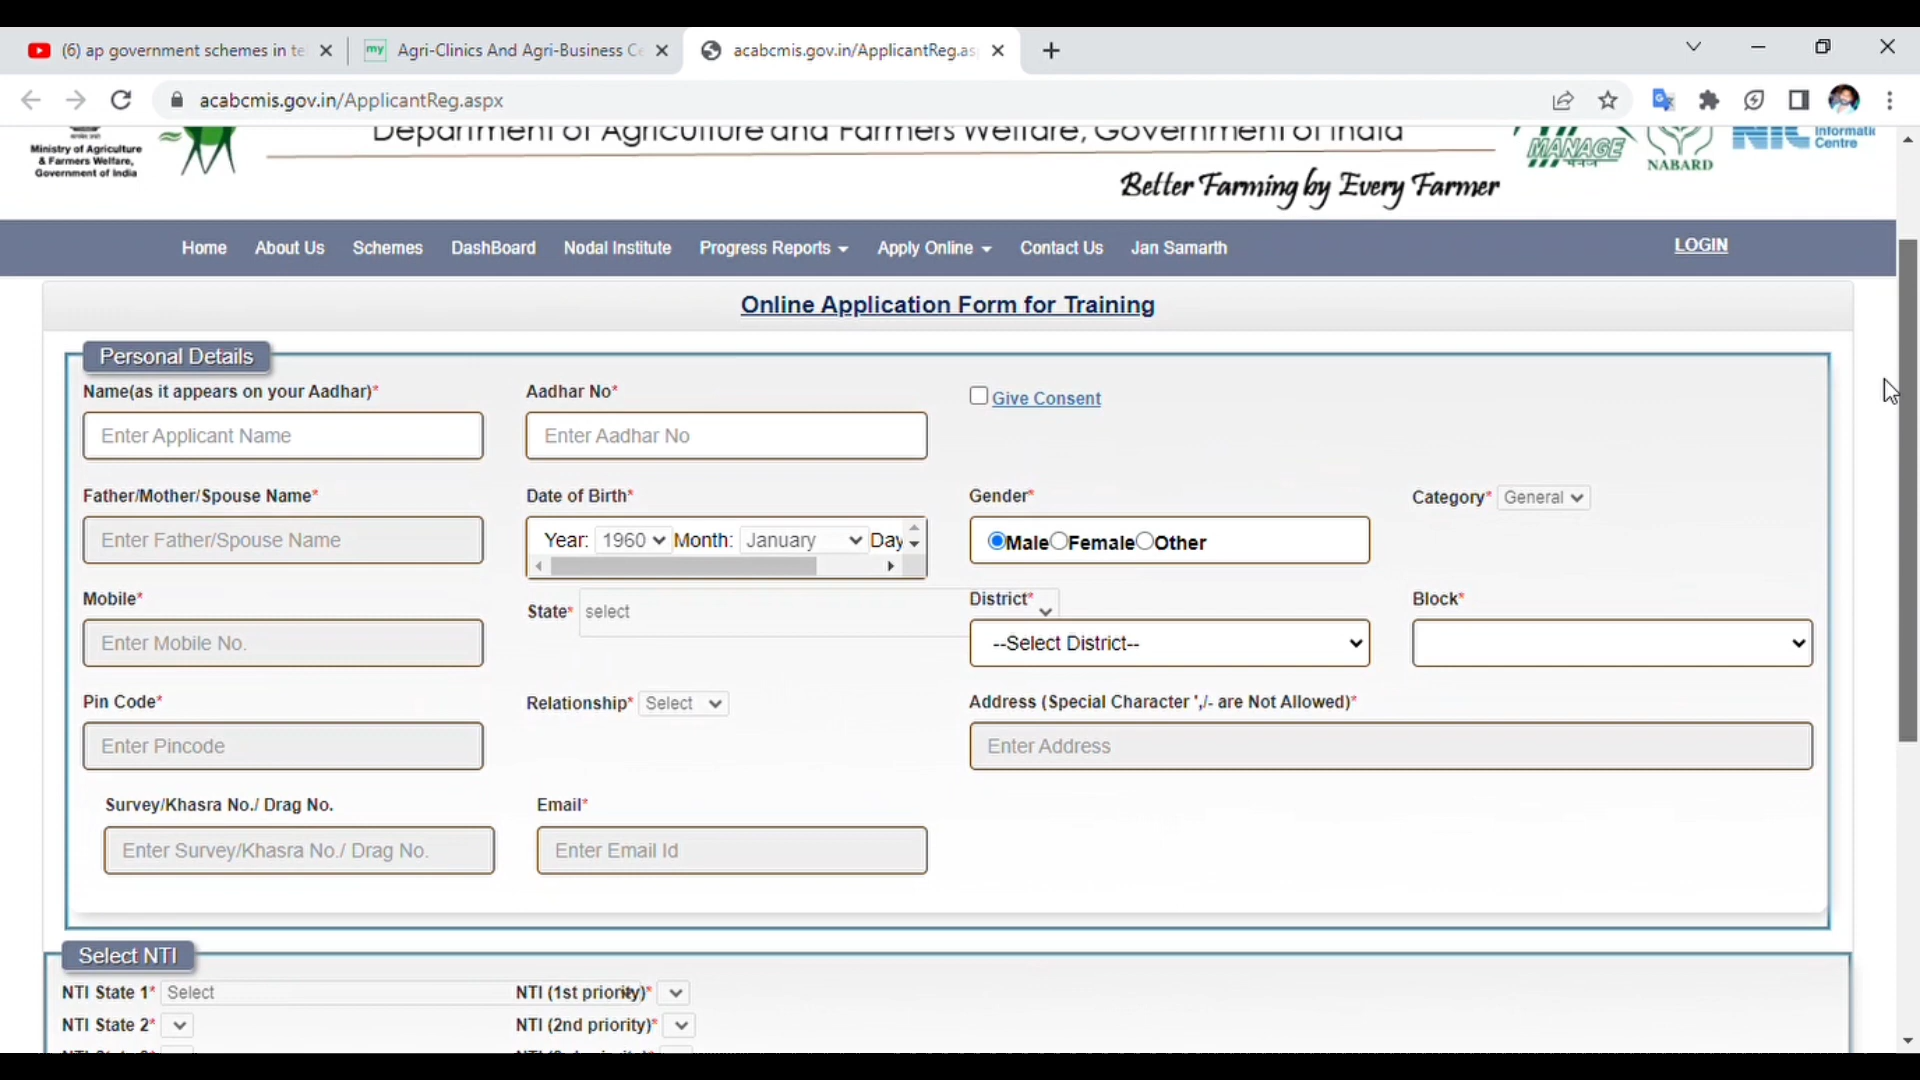 (6) ap government schemes in te
Agri-Clinics And Agri-Business Ce
acabcmis.gov.in/ApplicantReg.as
acabcmis.gov.in/ApplicantReg.aspx
Ministry of Agriculture
& Farmers Welfare,
Government of India
Department of Agriculture and Farmers Welfare, Government of India
Better Farming by Every Farmer
MANAGE
NABARD
NIC
Informati
Centre
Home About Us Schemes DashBoard Nodal Institute Progress Reports Apply Online Contact Us Jan Samarth LOGIN
Online Application Form for Training
Personal Details
Name(as it appears on your Aadhar)* Aadhar No* Give Consent
Enter Applicant Name Enter Aadhar No
Father/Mother/Spouse Name* Date of Birth* Gender* Category* General
Enter Father/Spouse Name Year: 1960 Month: January Day Male Female Other
Mobile* State* select District* Block*
Enter Mobile No. --Select District--
Pin Code* Relationship* Select Address (Special Character ',/- are Not Allowed)*
Enter Pincode Enter Address
Survey/Khasra No./ Drag No. Email*
Enter Survey/Khasra No./ Drag No. Enter Email Id
Select NTI
NTI State 1* Select NTI (1st priority)*
NTI State 2* NTI (2nd priority)*